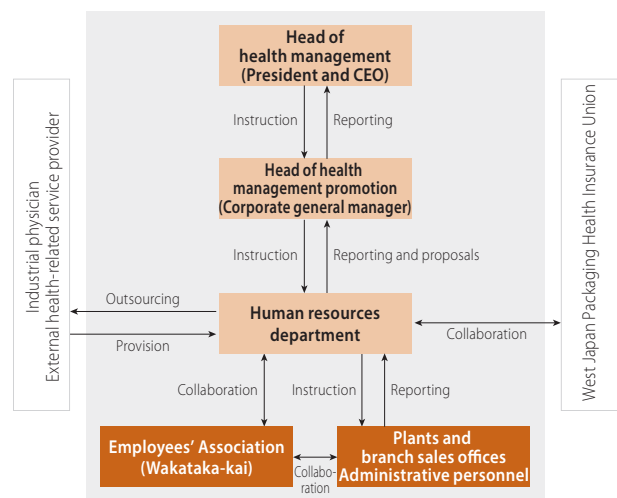 Head of
health management
(President and CEO)
Instruction
Reporting
Head of health
management promotion
(Corporate general manager)
Instruction
Reporting and proposals
Industrial physician
External health-related service provider
Outsourcing
Provision
Human resources
department
Collaboration
West Japan Packaging Health Insurance Union
Collaboration
Instruction
Reporting
Employees’ Association
(Wakataka-kai)
Collabo-
ration
Plants and
branch sales offices
Administrative personnel